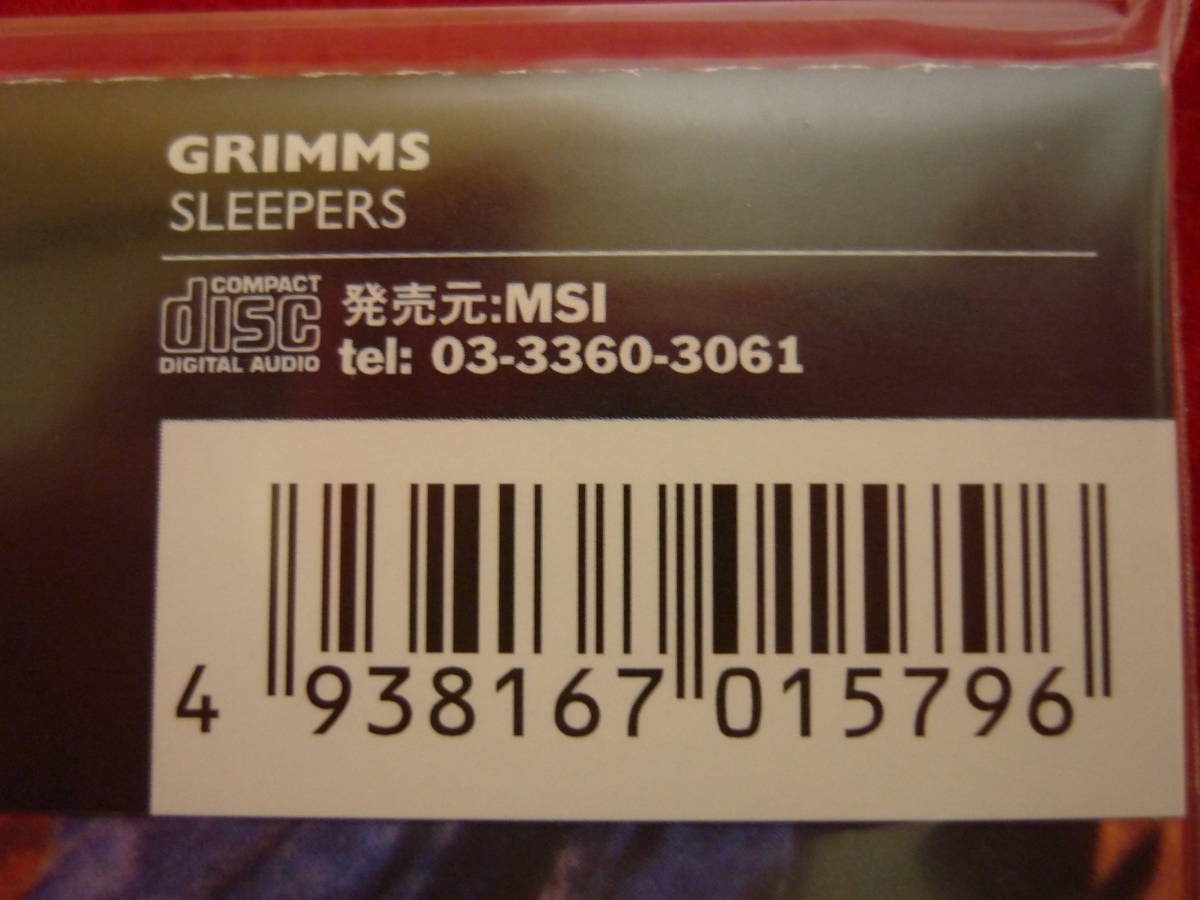 GRIMMS
SLEEPERS
COMPACT
disc
DIGITAL AUDIO
発売元:MSI
tel: 03-3360-3061
4 938167 015796